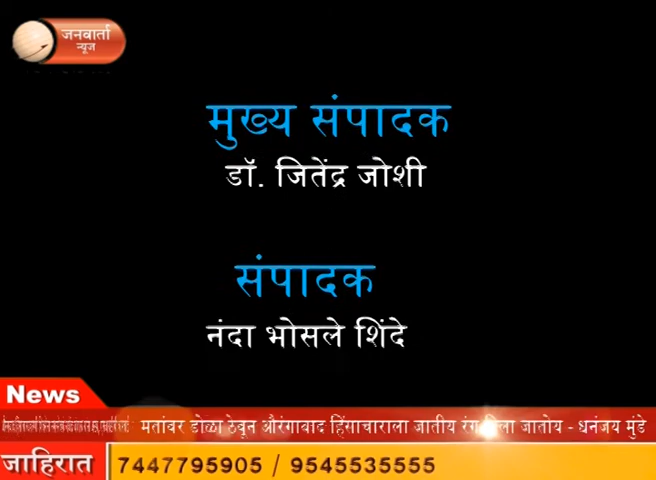 जनवार्ता
न्यूज
मुख्य संपादक
डॉ. जितेंद्र जोशी
संपादक
नंदा भोसले शिंदे
News
मतांवर डोळा ठेवून औरंगाबाद हिंसाचाराला जातीय रंग दिला जातोय - धनंजय मुंडे
जाहिरात 7447795905 / 9545535555